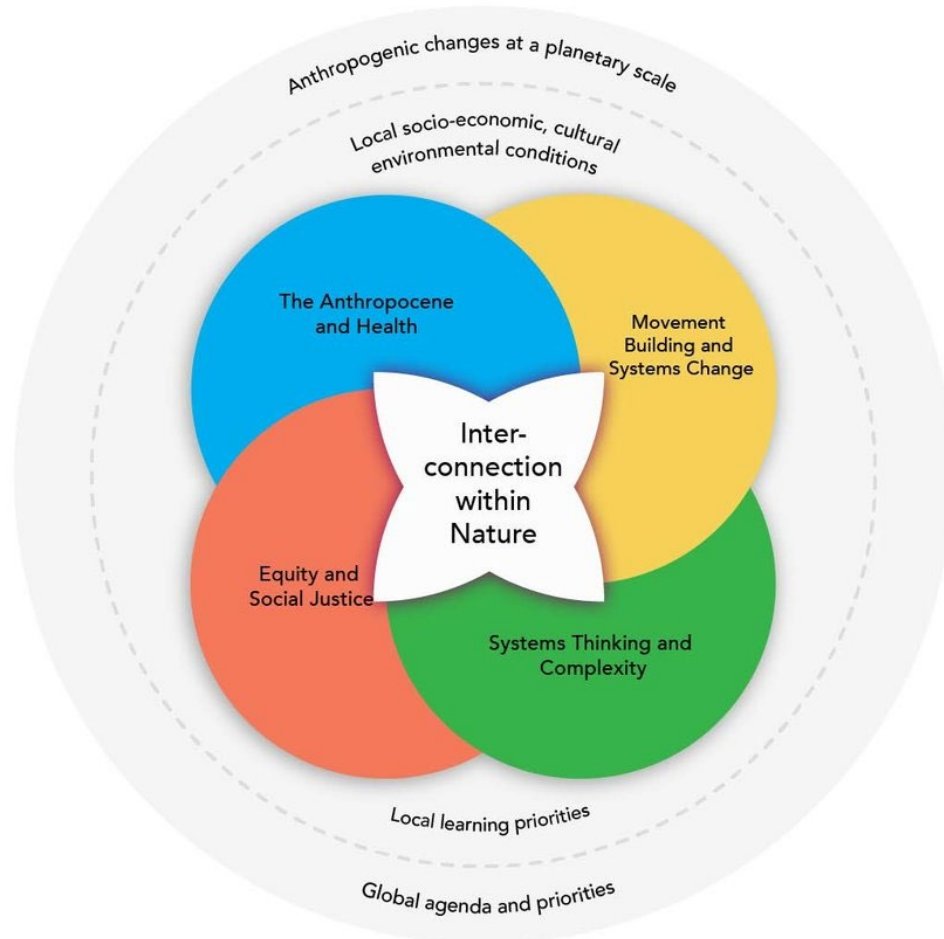 Anthropogenic changes at a planetary scale
Local socio-economic, cultural
environmental conditions
The Anthropocene
and Health
Movement
Building and
Systems Change
Inter-
connection
within
Nature
Equity and
Social Justice
Systems Thinking and
Complexity
Local learning priorities
Global agenda and priorities